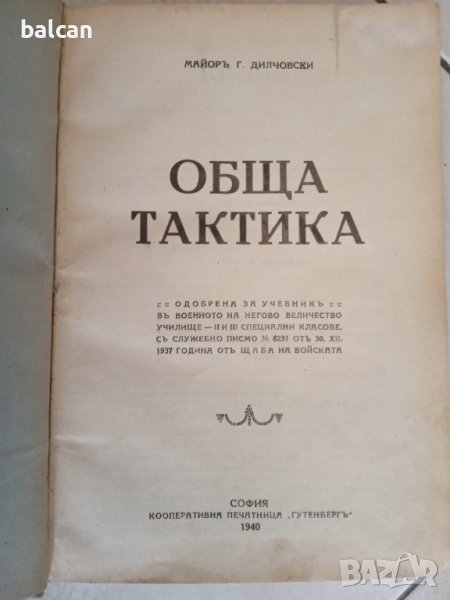 balcan
МАЙОРЪ Г. ДИЛЧОВСКИ
ОБЩА
ТАКТИКА
:: :: ОДОБРЕНА ЗА УЧЕБНИКЪ :: ::
ВЪ ВОЕННОТО НА НЕГОВО ВЕЛИЧЕСТВО
УЧИЛИЩЕ — II И III СПЕЦИАЛНИ КЛАСОВЕ,
СЪ СЛУЖЕБНО ПИСМО № 8231 ОТЪ 30. XII.
1937 ГОДИНА ОТЪ ЩАБА НА ВОЙСКАТА
СОФИЯ
КООПЕРАТИВНА ПЕЧАТНИЦА „ГУТЕНБЕРГЪ“
1940
BAZAR